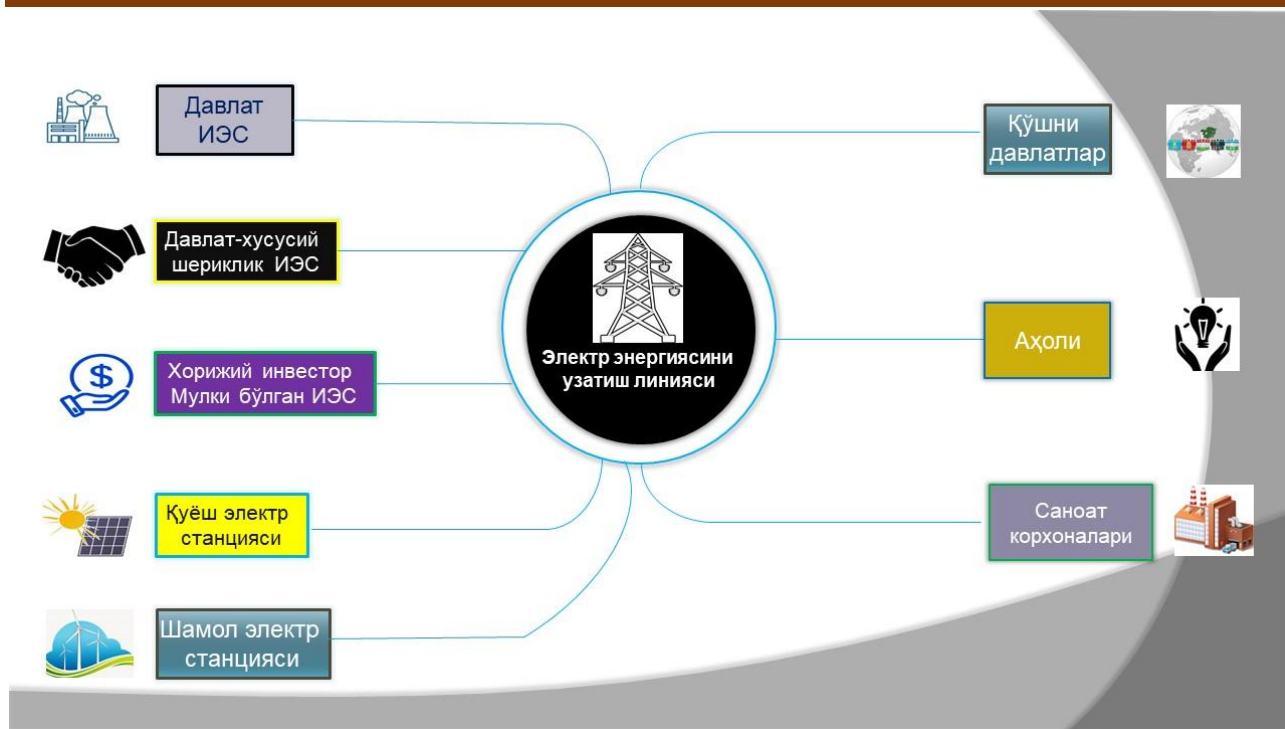 Давлат
ИЭС
Давлат-хусусий
шериклик ИЭС
Хорижий инвестор
Мулки бўлган ИЭС
Қуёш электр
станцияси
Шамол электр
станцияси
Электр энергиясини
узатиш линияси
Қўшни
давлатлар
Аҳоли
Саноат
корхоналари